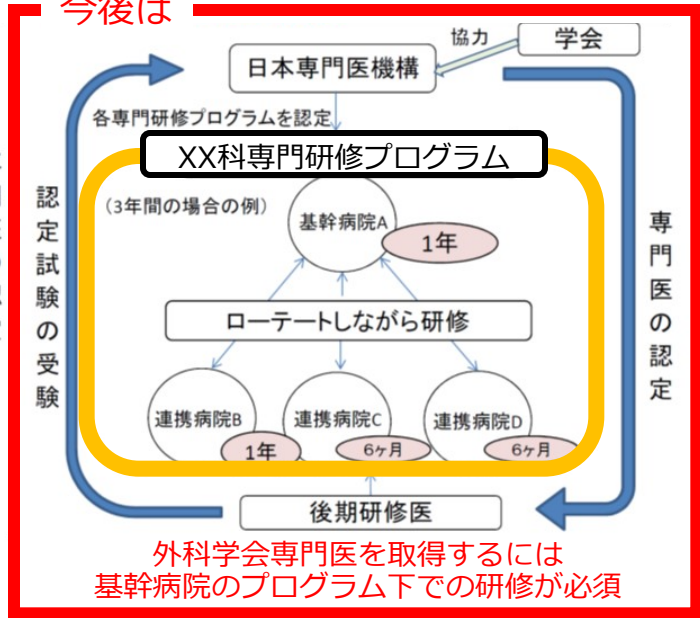 今後は
協力
学会
日本専門医機構
各専門研修プログラムを認定
XX科専門研修プログラム
(3年間の場合の例)
基幹病院A
1年
ローテートしながら研修
連携病院B
1年
連携病院C
6ヶ月
連携病院D
6ヶ月
認定試験の受験
専門医の認定
後期研修医
外科学会専門医を取得するには
基幹病院のプログラム下での研修が必須